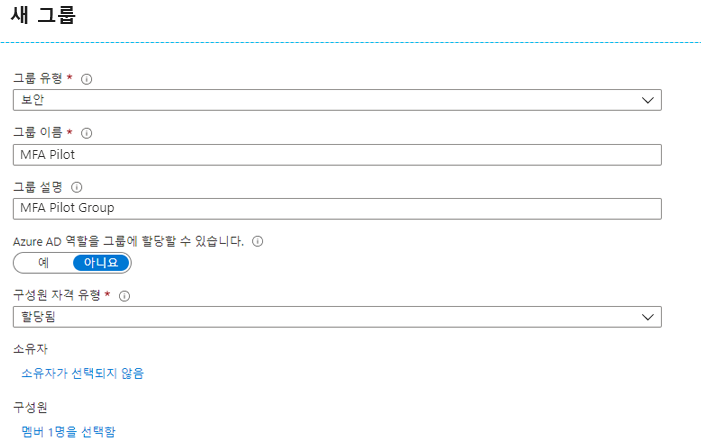 새 그룹
그룹 유형 *
보안
그룹 이름 *
MFA Pilot
그룹 설명
MFA Pilot Group
Azure AD 역할을 그룹에 할당할 수 있습니다.
예 아니요
구성원 자격 유형 *
할당됨
소유자
소유자가 선택되지 않음
구성원
멤버 1명을 선택함